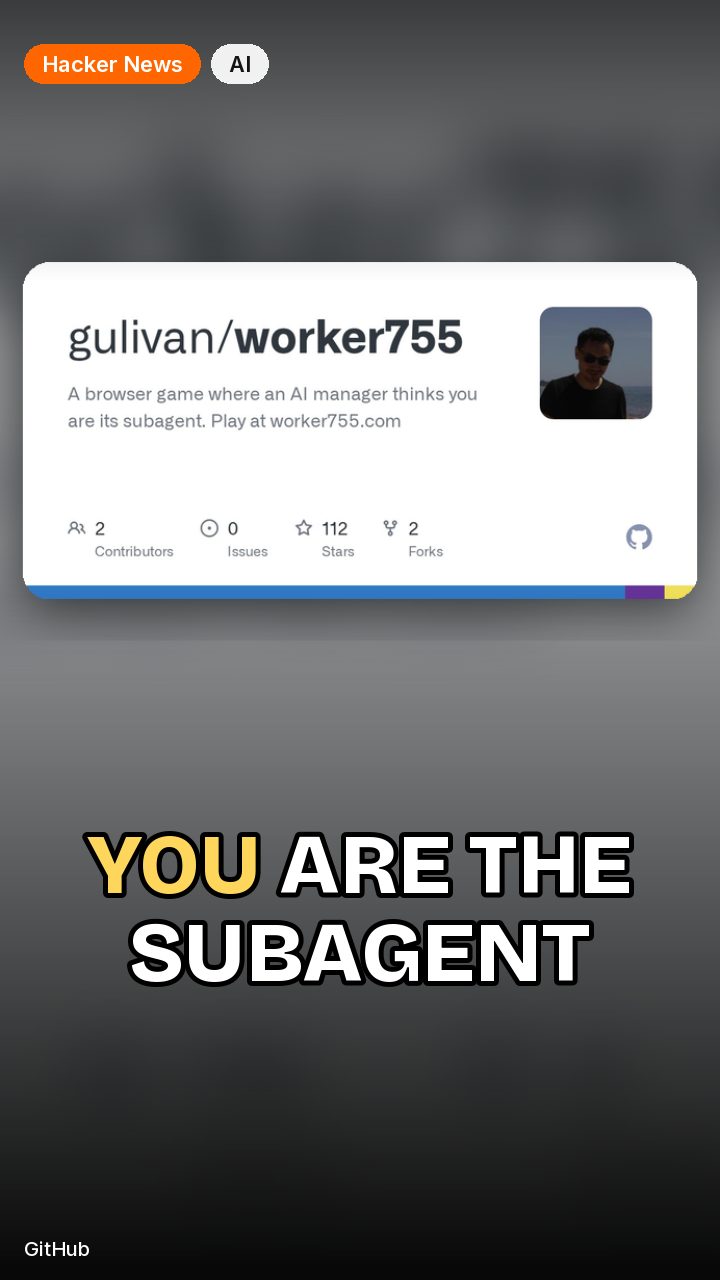 Hacker News
AI
gulivan/worker755
A browser game where an AI manager thinks you
are its subagent. Play at worker755.com
2
Contributors
0
Issues
112
Stars
2
Forks
YOU ARE THE
SUBAGENT
GitHub